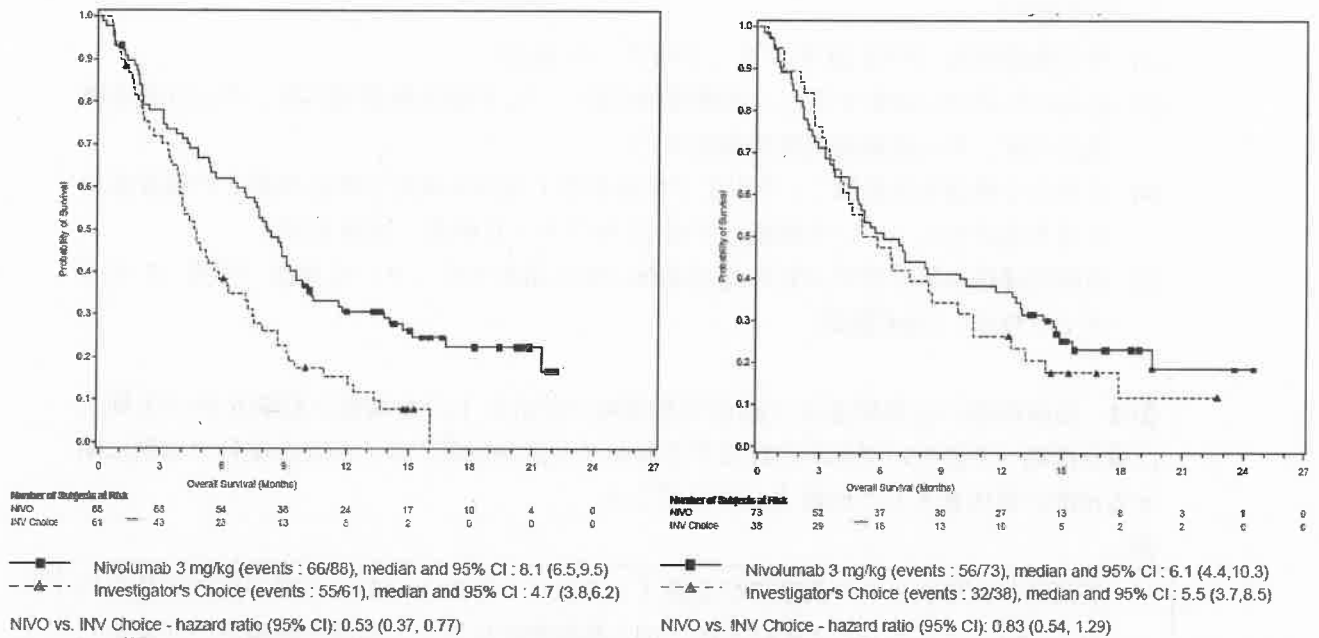 1.0
0.9
0.8
0.7
0.6
0.5
0.4
0.3
0.2
0.1
0.0
Probability of Survival
0 3 6 9 12 15 18 21 24 27
Overall Survival (Months)
Number of Subjects at Risk
NIVO 54 24 17 10 4 0
INV Choice 61 43 23 13 0 0 0
Nivolumab 3 mg/kg (events : 66/88), median and 95% CI : 8.1 (6.5,9.5)
Investigator's Choice (events : 55/61), median and 95% CI : 4.7 (3.8,6.2)
NIVO vs. INV Choice - hazard ratio (95% CI): 0.53 (0.37, 0.77)
1.0
0.9
0.8
0.7
0.6
0.5
0.4
0.3
0.2
0.1
0.0
Probability of Survival
0 3 6 9 12 15 18 21 24 27
Overall Survival (Months)
Number of Subjects at Risk
NIVO 73 52 37 30 27 13 3 0
INV Choice 38 29 13 5 2 2
Nivolumab 3 mg/kg (events : 56/73), median and 95% CI : 6.1 (4.4,10.3)
Investigator's Choice (events : 32/38), median and 95% CI : 5.5 (3.7,8.5)
NIVO vs. INV Choice - hazard ratio (95% CI): 0.83 (0.54, 1.29)